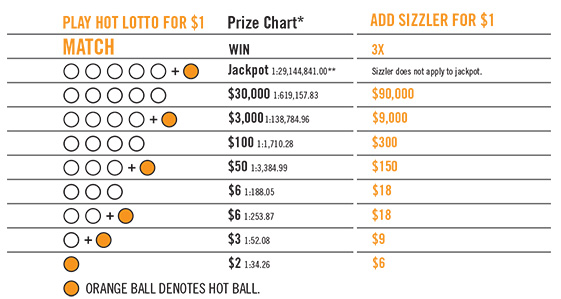 PLAY HOT LOTTO FOR $1 Prize Chart* ADD SIZZLER FOR $1
MATCH WIN 3X
+ Jackpot 1:29,144,841.00** Sizzler does not apply to jackpot.
$30,000 1:619,157.83 $90,000
+ $3,000 1:138,784.96 $9,000
$100 1:1,710.28 $300
+ $50 1:3,384.99 $150
$6 1:188.05 $18
+ $6 1:253.87 $18
+ $3 1:52.08 $9
$2 1:34.26 $6
ORANGE BALL DENOTES HOT BALL.